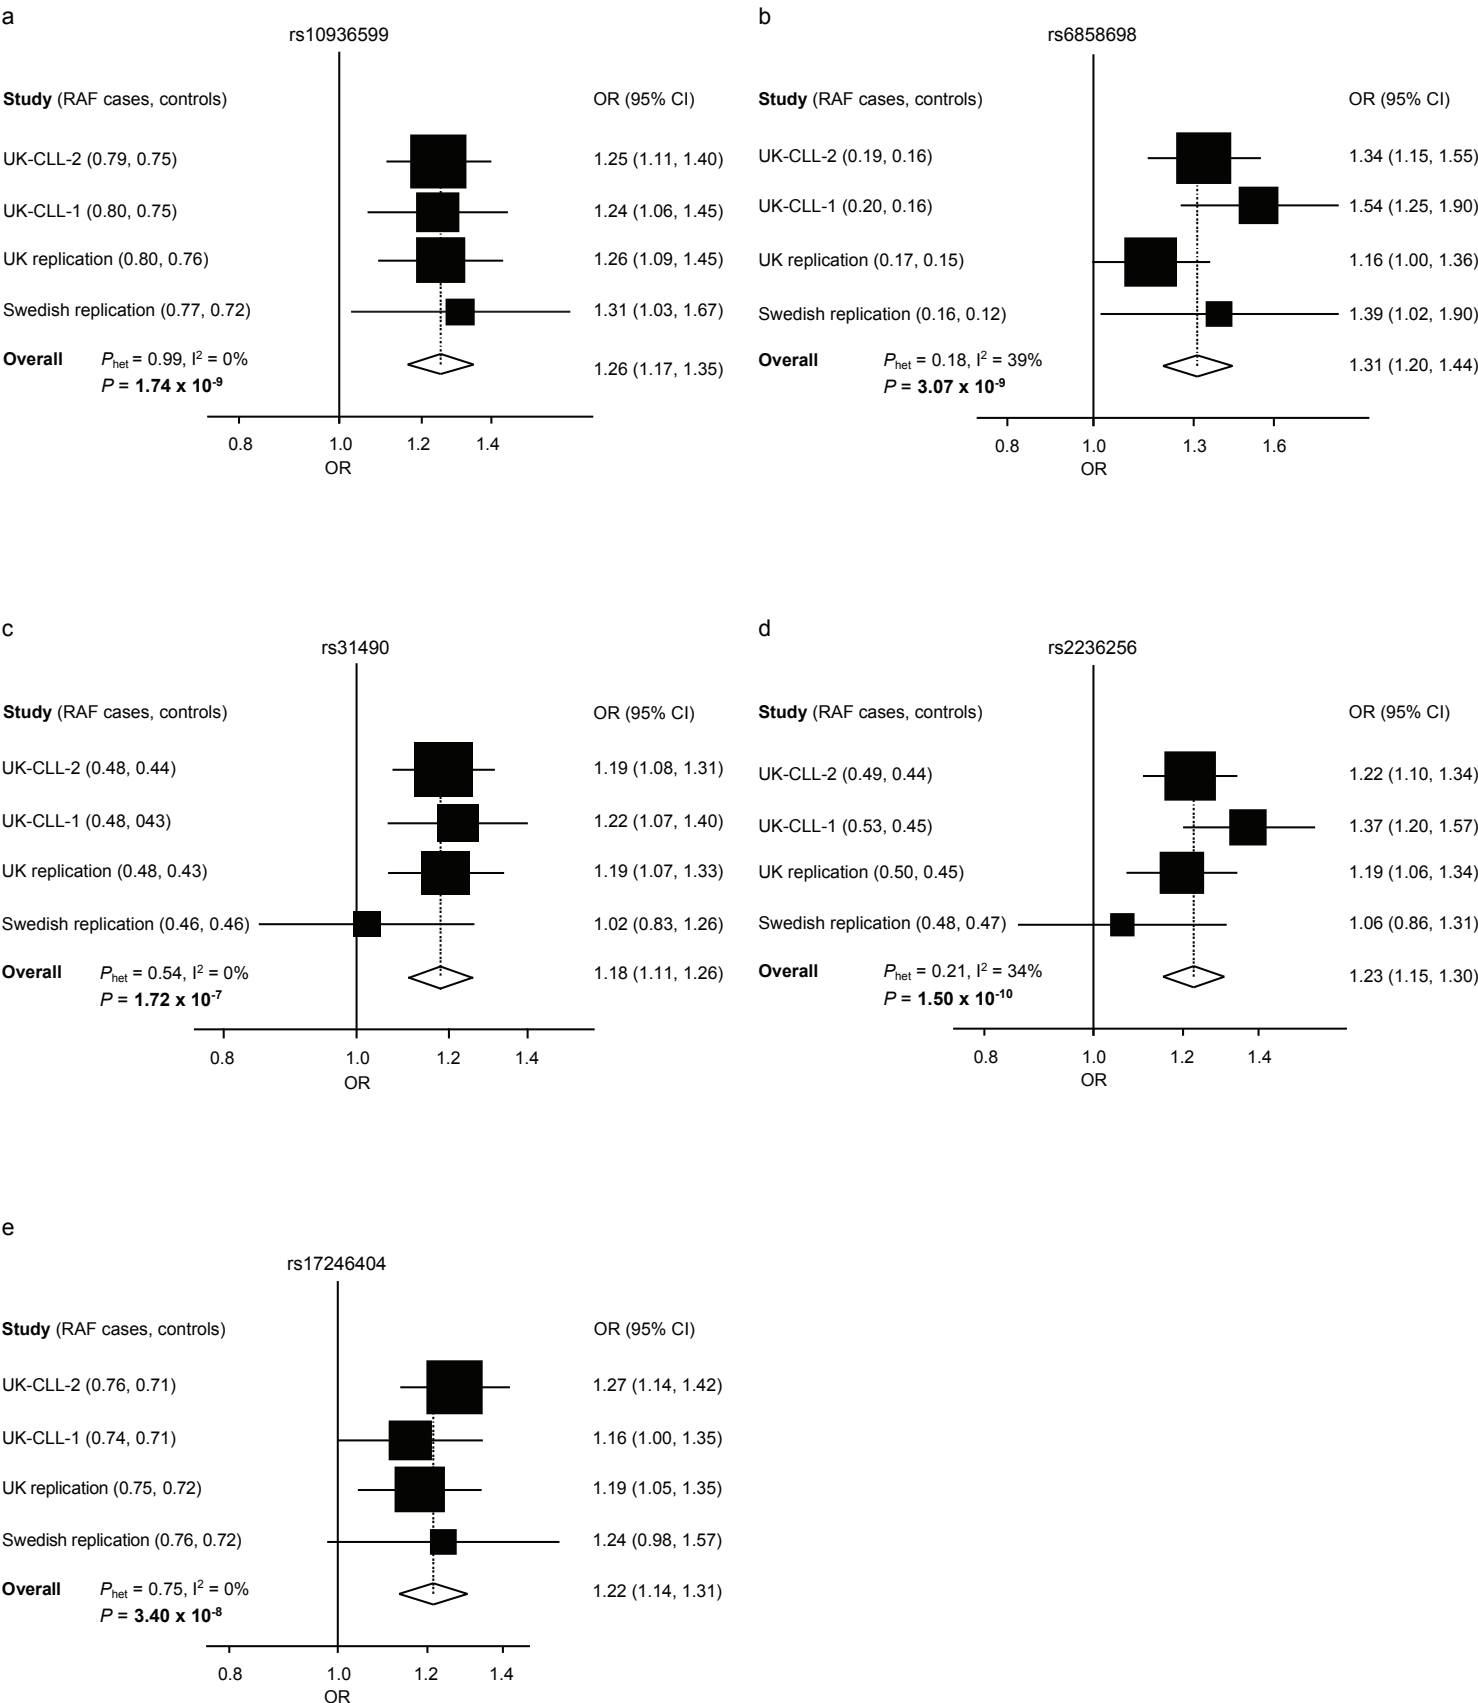 a
rs10936599
Study (RAF cases, controls) OR (95% CI)
UK-CLL-2 (0.79, 0.75) 1.25 (1.11, 1.40)
UK-CLL-1 (0.80, 0.75) 1.24 (1.06, 1.45)
UK replication (0.80, 0.76) 1.26 (1.09, 1.45)
Swedish replication (0.77, 0.72) 1.31 (1.03, 1.67)
Overall Phet = 0.99, I² = 0% 1.26 (1.17, 1.35)
P = 1.74 x 10⁻⁹
0.8 1.0 1.2 1.4
OR
b
rs6858698
Study (RAF cases, controls) OR (95% CI)
UK-CLL-2 (0.19, 0.16) 1.34 (1.15, 1.55)
UK-CLL-1 (0.20, 0.16) 1.54 (1.25, 1.90)
UK replication (0.17, 0.15) 1.16 (1.00, 1.36)
Swedish replication (0.16, 0.12) 1.39 (1.02, 1.90)
Overall Phet = 0.18, I² = 39% 1.31 (1.20, 1.44)
P = 3.07 x 10⁻⁹
0.8 1.0 1.3 1.6
OR
c
rs31490
Study (RAF cases, controls) OR (95% CI)
UK-CLL-2 (0.48, 0.44) 1.19 (1.08, 1.31)
UK-CLL-1 (0.48, 043) 1.22 (1.07, 1.40)
UK replication (0.48, 0.43) 1.19 (1.07, 1.33)
Swedish replication (0.46, 0.46) 1.02 (0.83, 1.26)
Overall Phet = 0.54, I² = 0% 1.18 (1.11, 1.26)
P = 1.72 x 10⁻⁷
0.8 1.0 1.2 1.4
OR
d
rs2236256
Study (RAF cases, controls) OR (95% CI)
UK-CLL-2 (0.49, 0.44) 1.22 (1.10, 1.34)
UK-CLL-1 (0.53, 0.45) 1.37 (1.20, 1.57)
UK replication (0.50, 0.45) 1.19 (1.06, 1.34)
Swedish replication (0.48, 0.47) 1.06 (0.86, 1.31)
Overall Phet = 0.21, I² = 34% 1.23 (1.15, 1.30)
P = 1.50 x 10⁻¹⁰
0.8 1.0 1.2 1.4
OR
e
rs17246404
Study (RAF cases, controls) OR (95% CI)
UK-CLL-2 (0.76, 0.71) 1.27 (1.14, 1.42)
UK-CLL-1 (0.74, 0.71) 1.16 (1.00, 1.35)
UK replication (0.75, 0.72) 1.19 (1.05, 1.35)
Swedish replication (0.76, 0.72) 1.24 (0.98, 1.57)
Overall Phet = 0.75, I² = 0% 1.22 (1.14, 1.31)
P = 3.40 x 10⁻⁸
0.8 1.0 1.2 1.4
OR